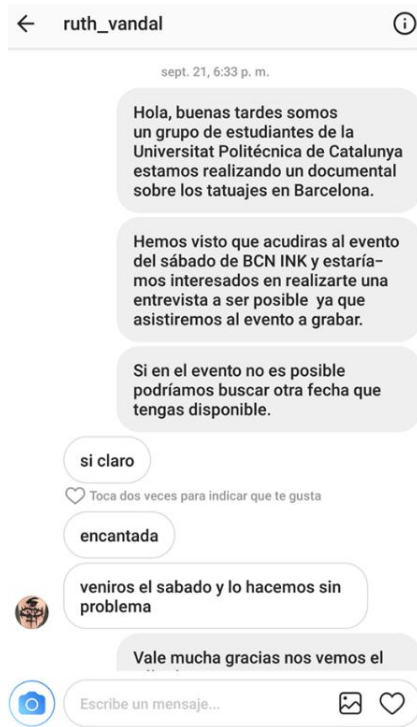 ruth_vandal
sept. 21, 6:33 p. m.
Hola, buenas tardes somos
un grupo de estudiantes de la
Universitat Politécnica de Catalunya
estamos realizando un documental
sobre los tatuajes en Barcelona.
Hemos visto que acudiras al evento
del sábado de BCN INK y estaría-
mos interesados en realizarte una
entrevista a ser posible ya que
asistiremos al evento a grabar.
Si en el evento no es posible
podríamos buscar otra fecha que
tengas disponible.
si claro
Toca dos veces para indicar que te gusta
encantada
veniros el sabado y lo hacemos sin
problema
Vale mucha gracias nos vemos el
Escribe un mensaje...